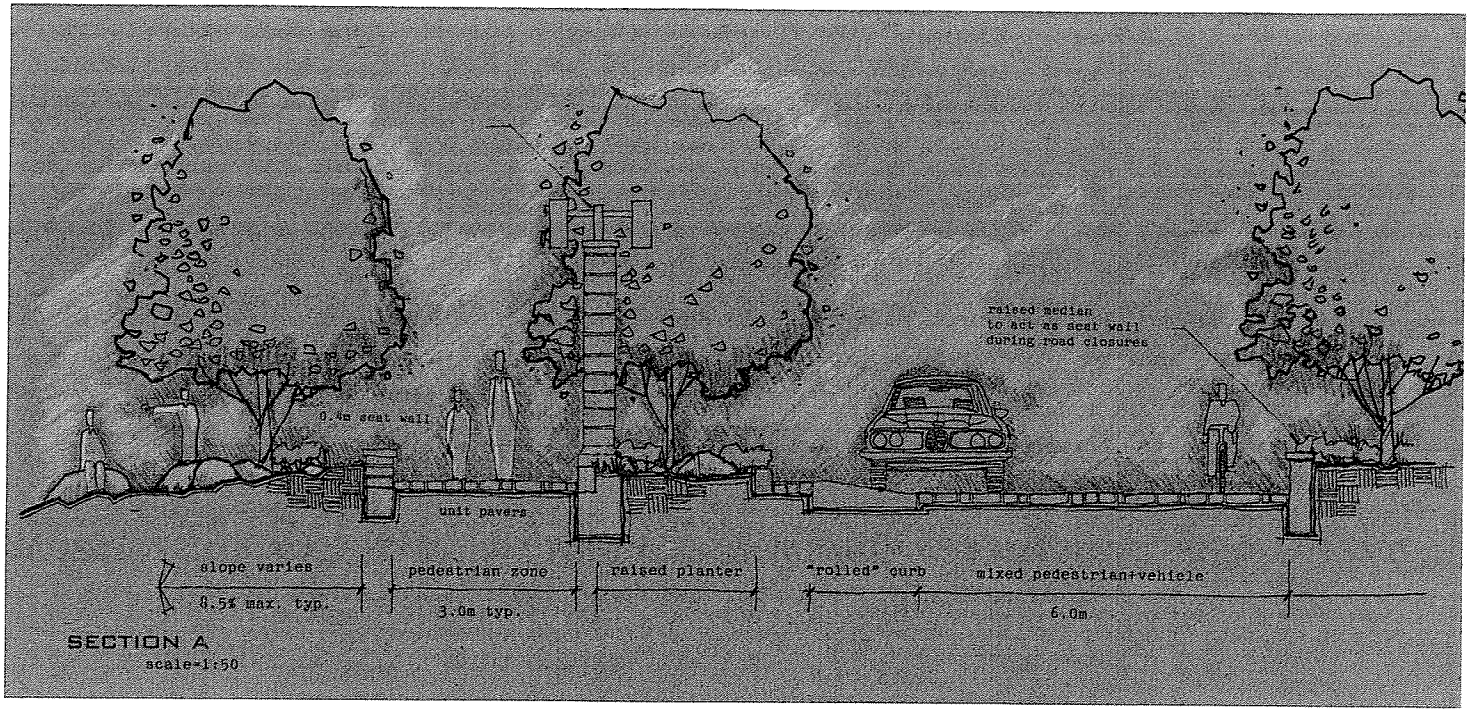 raised median
to act as seat wall
during road closures
0.4m seat wall
unit pavers
slope varies
8.5% max. typ.
pedestrian zone
3.0m typ.
raised planter
"rolled" curb
mixed pedestrian+vehicle
6.0m
SECTION A
scale-1:50